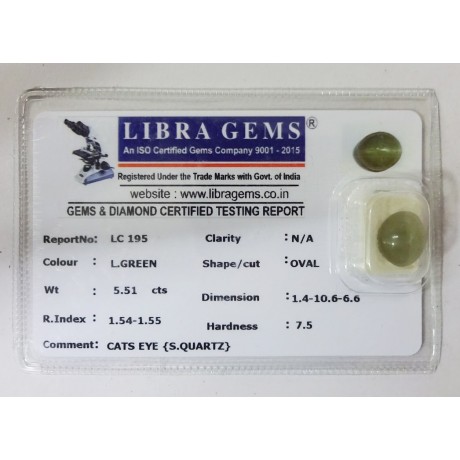 LIBRA GEMS®
An ISO Certified Gems Company 9001 - 2015
Registered Under the Trade Marks with Govt. of India
website : www.libragems.co.in
GEMS & DIAMOND CERTIFIED TESTING REPORT
ReportNo: LC 195 Clarity : N/A
Colour : L.GREEN Shape/cut : OVAL
Wt : 5.51 cts Dimension : 1.4-10.6-6.6
R.Index : 1.54-1.55 Hardness : 7.5
Comment: CATS EYE {S.QUARTZ}